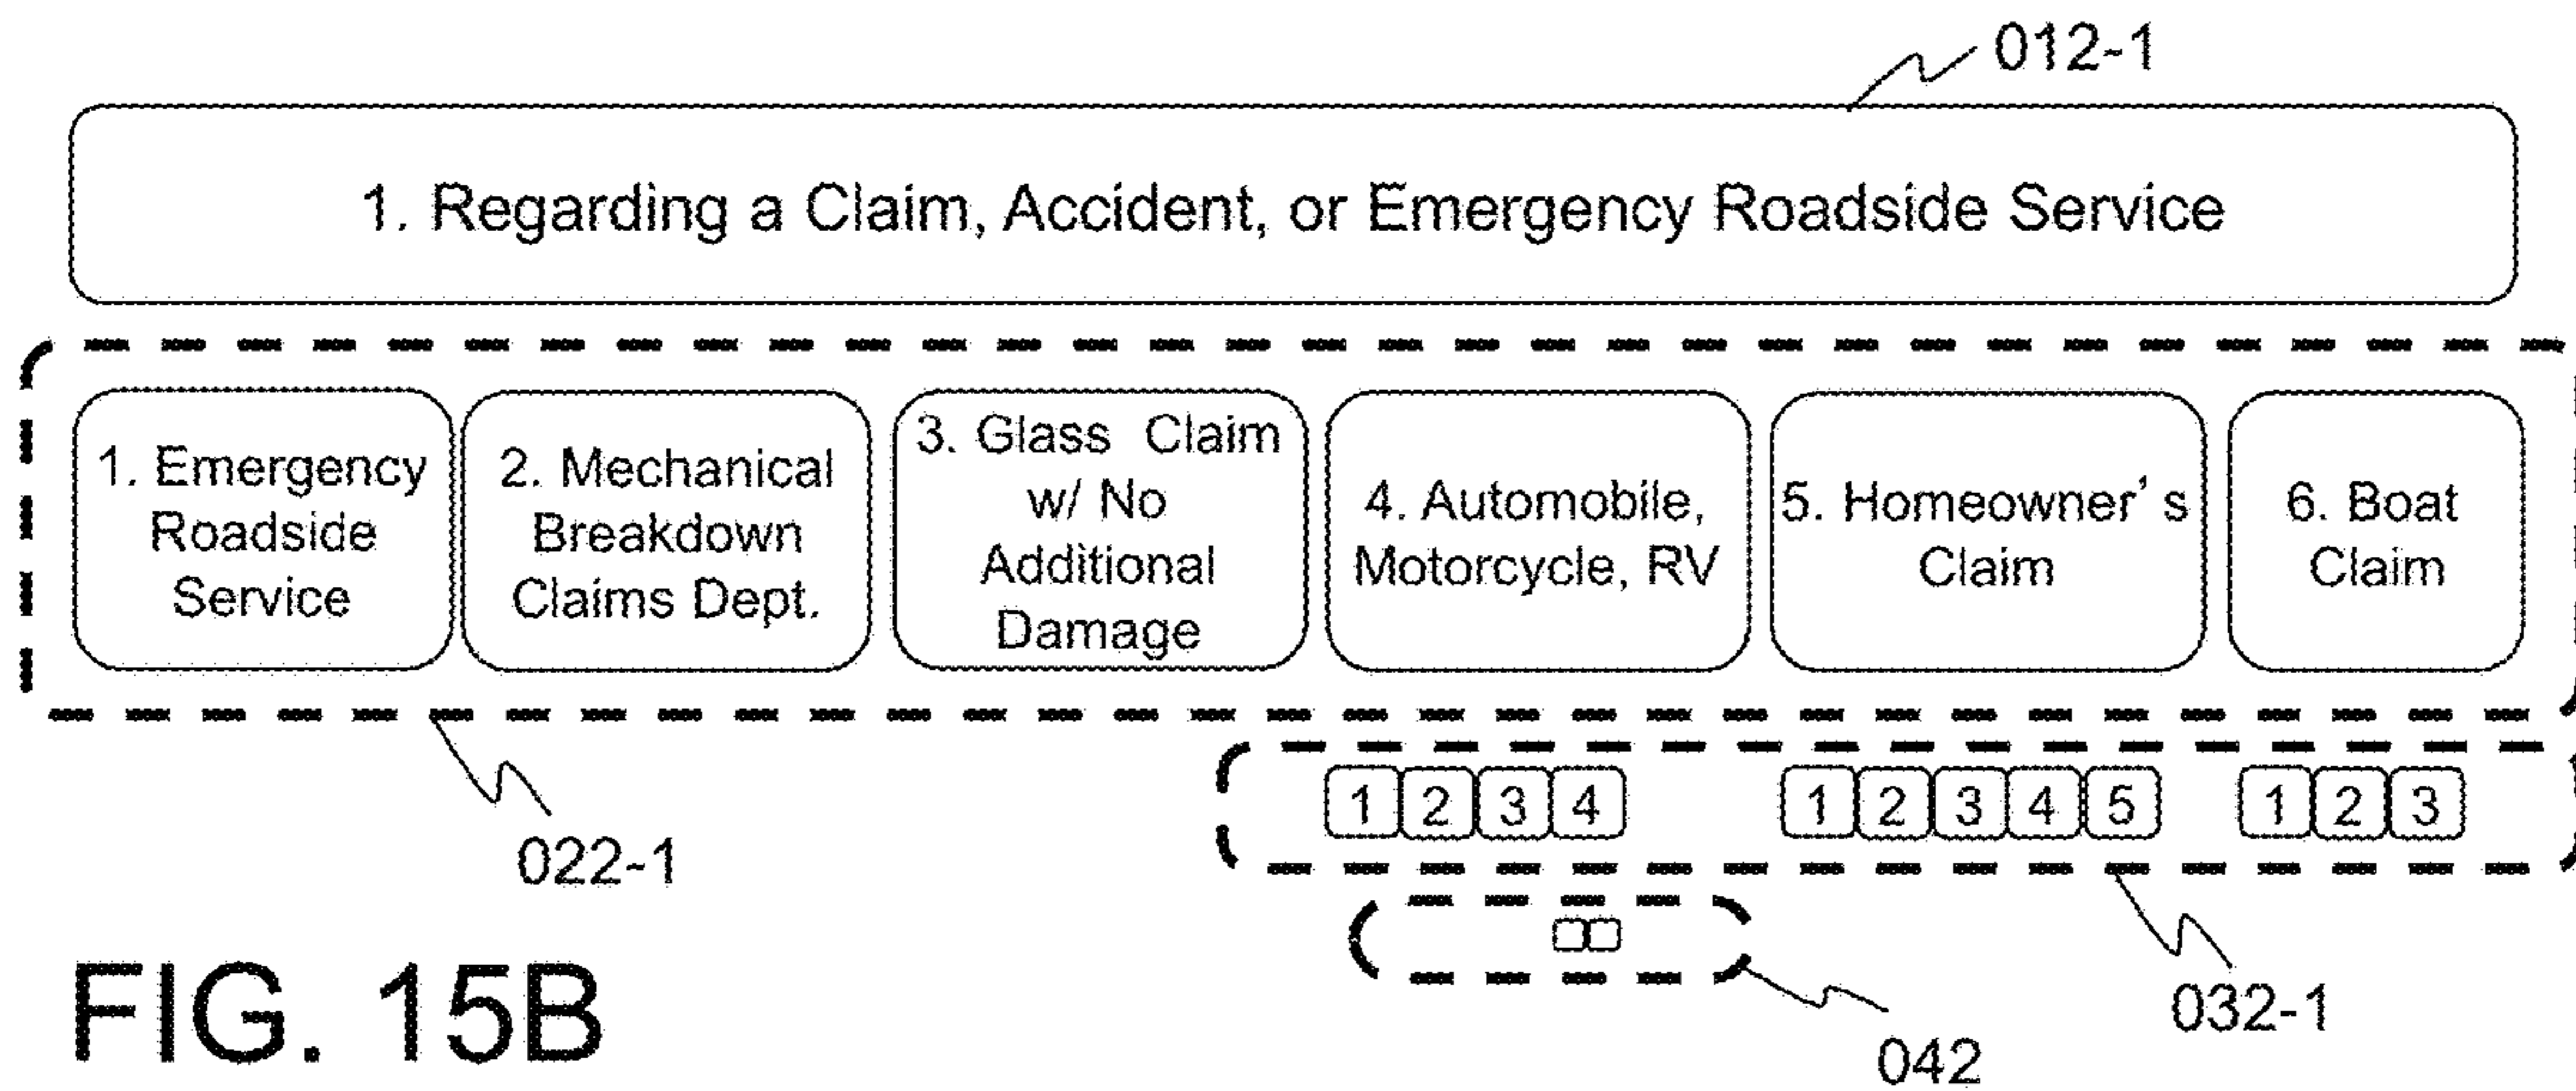 012-1
1. Regarding a Claim, Accident, or Emergency Roadside Service
1. Emergency
Roadside
Service
2. Mechanical
Breakdown
Claims Dept.
3. Glass Claim
w/ No
Additional
Damage
4. Automobile,
Motorcycle, RV
5. Homeowner's
Claim
6. Boat
Claim
1 2 3 4 1 2 3 4 5 1 2 3
022-1
032-1
042
FIG. 15B